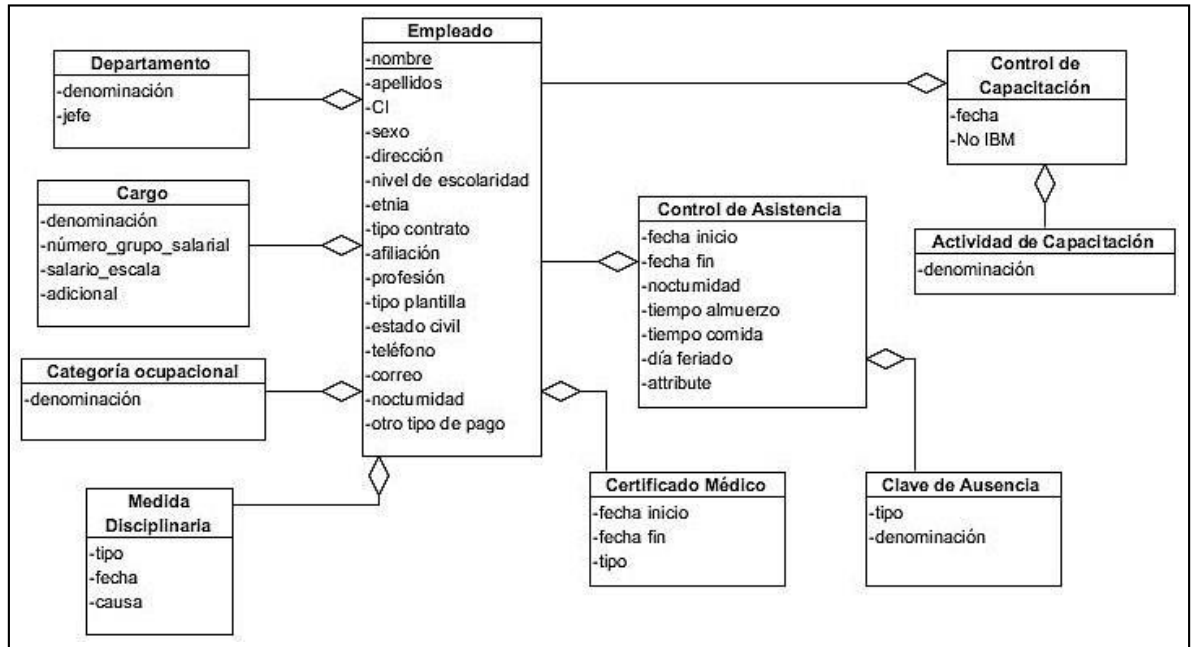 Empleado
-nombre
-apellidos
-CI
-sexo
-dirección
-nivel de escolaridad
-etnia
-tipo contrato
-afiliación
-profesión
-tipo plantilla
-estado civil
-teléfono
-correo
-noctumidad
-otro tipo de pago
Departamento
-denominación
-jefe
Cargo
-denominación
-número_grupo_salarial
-salario_escala
-adicional
Categoría ocupacional
-denominación
Medida
Disciplinaria
-tipo
-fecha
-causa
Control de
Capacitación
-fecha
-No IBM
Actividad de Capacitación
-denominación
Control de Asistencia
-fecha inicio
-fecha fin
-noctumidad
-tiempo almuerzo
-tiempo comida
-día feriado
-attribute
Certificado Médico
-fecha inicio
-fecha fin
-tipo
Clave de Ausencia
-tipo
-denominación